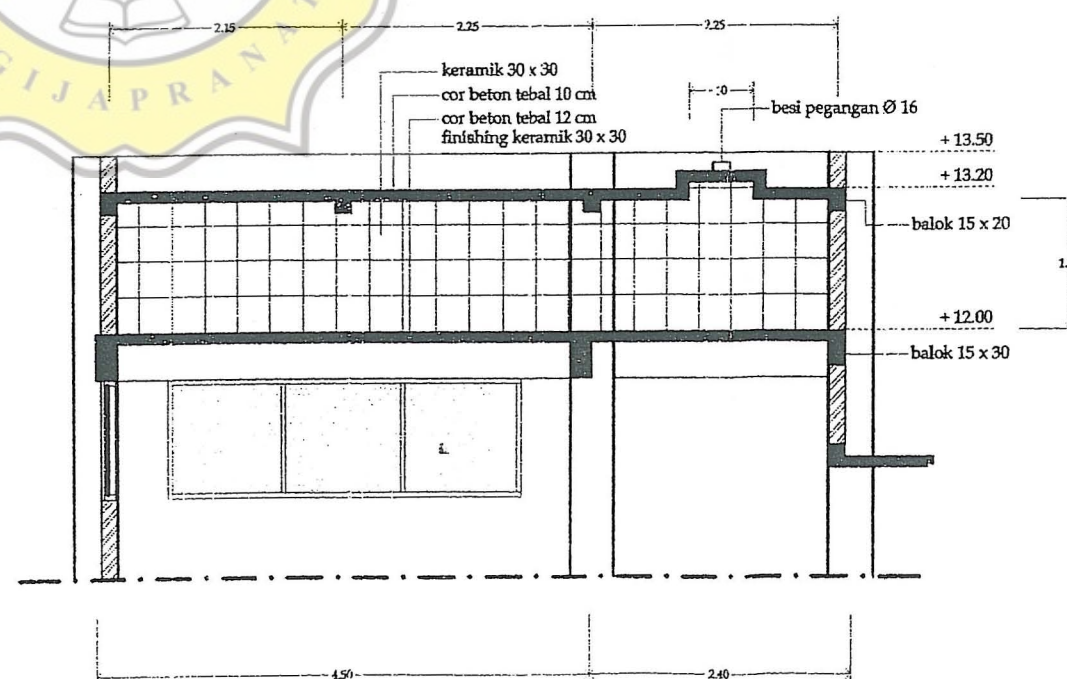 2.15
2.25
2.25
GIJAPRANAT
keramik 30 x 30
cor beton tebal 10 cm
cor beton tebal 12 cm
finishing keramik 30 x 30
besi pegangan Ø 16
+ 13.50
+ 13.20
balok 15 x 20
+ 12.00
balok 15 x 30
4.50
2.40